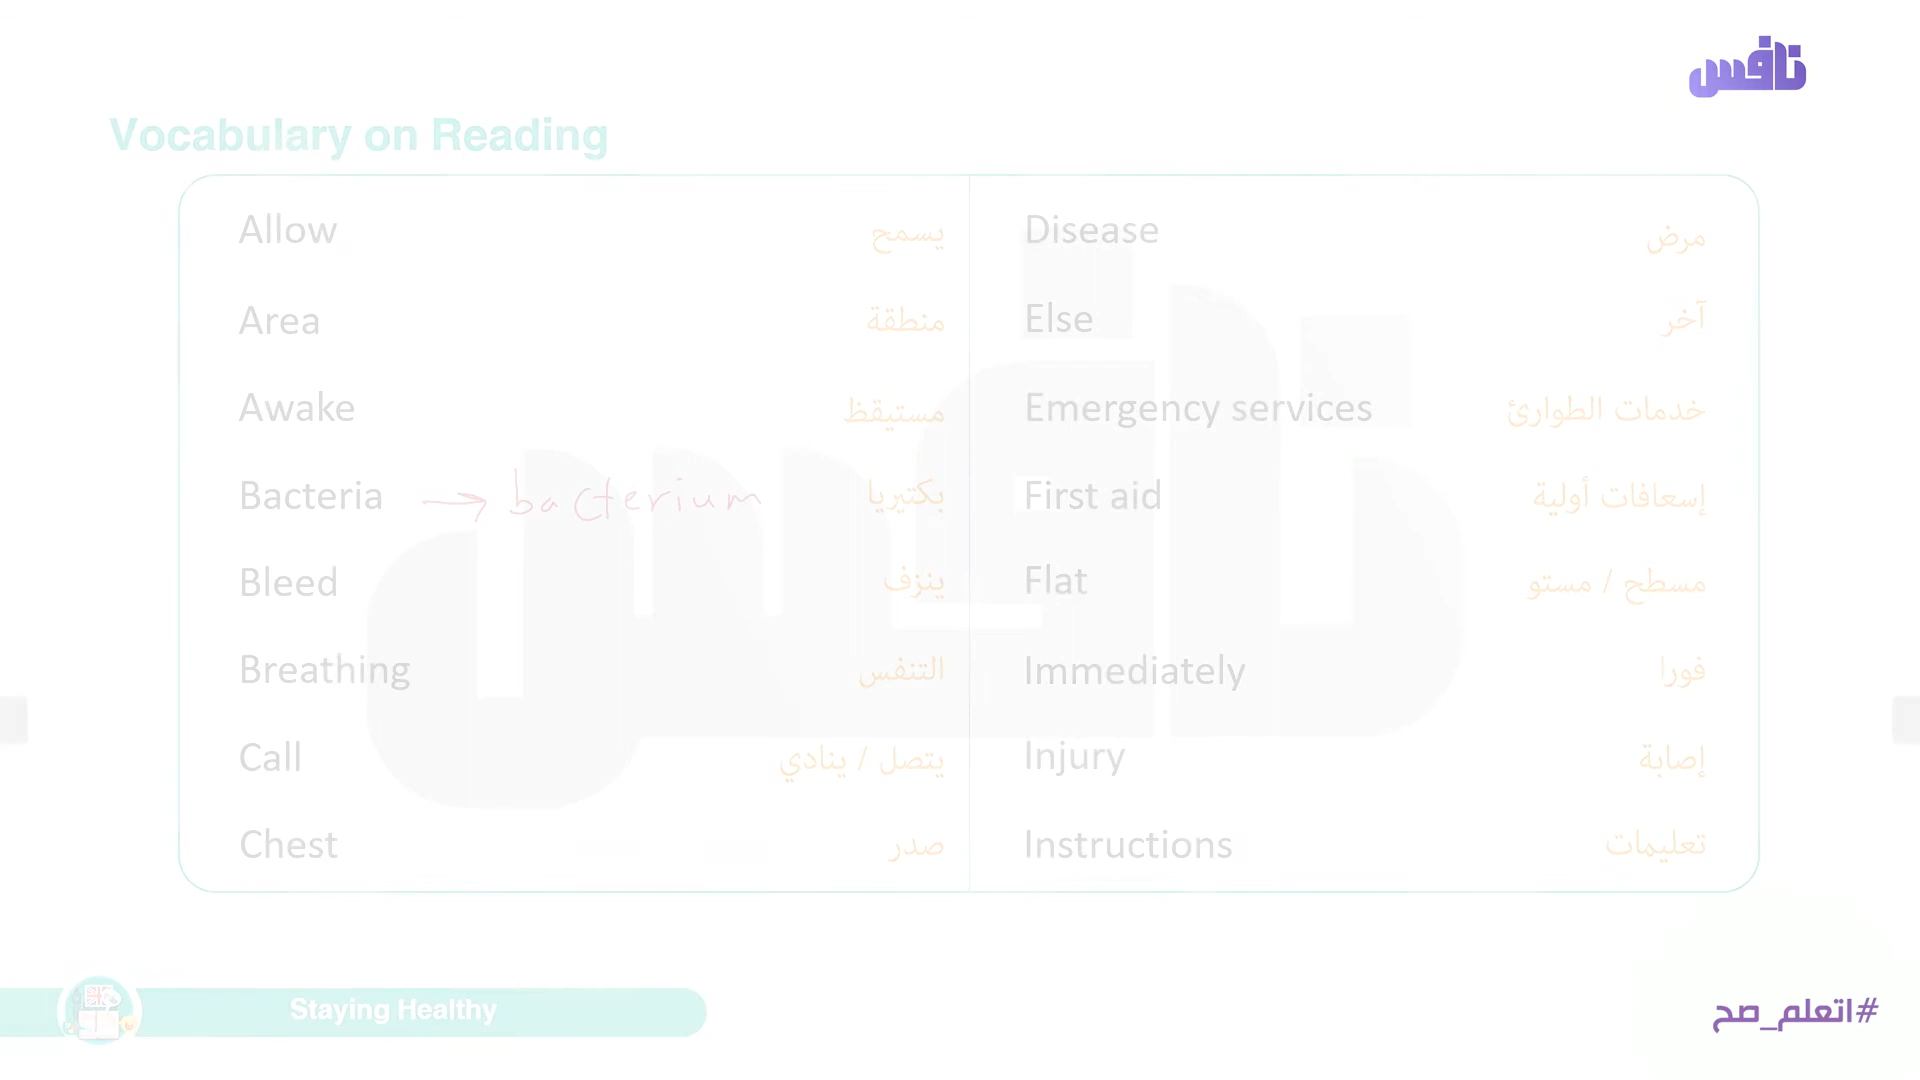 نافس
Vocabulary on Reading
Allow يسمح
Area منطقة
Awake مستيقظ
Bacteria → bacterium بكتيريا
Bleed ينزف
Breathing التنفس
Call يتصل / ينادي
Chest صدر
Disease مرض
Else آخر
Emergency services خدمات الطوارئ
First aid إسعافات أولية
Flat مسطح / مستو
Immediately فورا
Injury إصابة
Instructions تعليمات
نافس
Staying Healthy
#اتعلم_صح